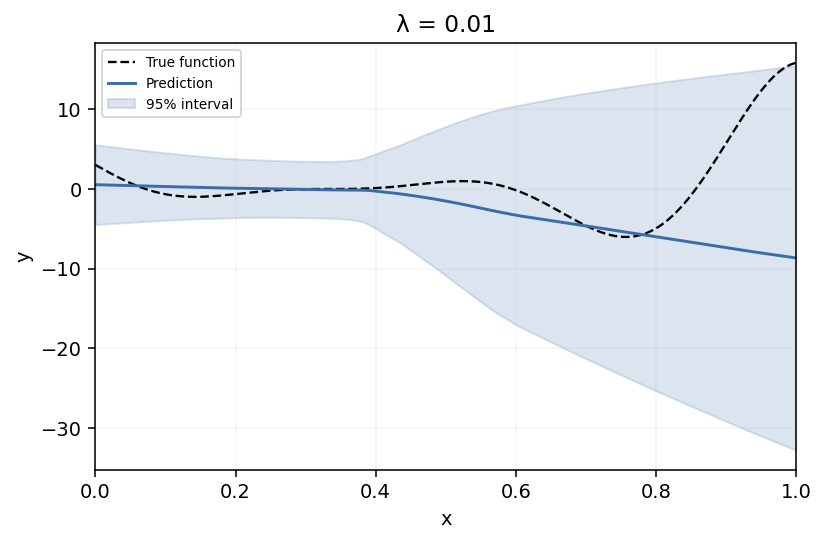 λ = 0.01
True function
Prediction
95% interval
y
10
0
−10
−20
−30
0.0 0.2 0.4 0.6 0.8 1.0
x